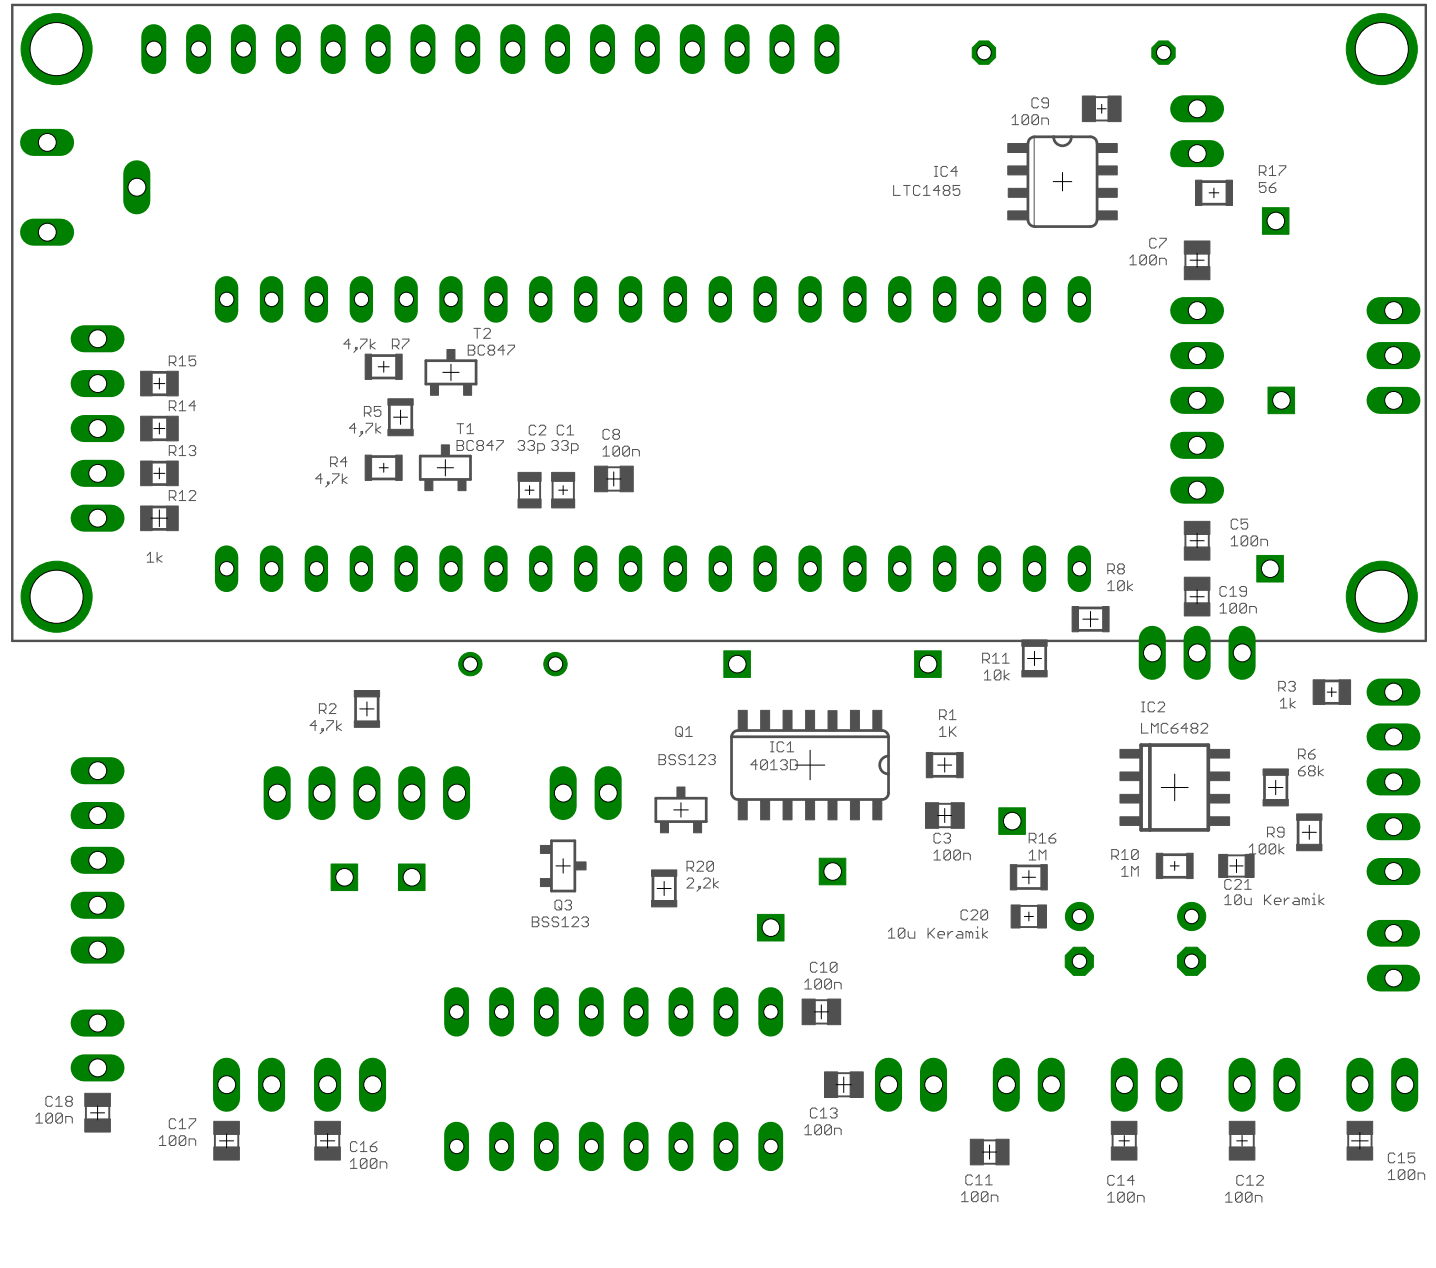 C9
100n
IC4
LTC1485
R17
56
C7
100n
T2
BC847
4,7k R7
R15
R14
R5
4,7k
T1
BC847
C2 C1
33p 33p
C8
100n
R13
R4
4,7k
R12
1k
C5
100n
R8
10k
C19
100n
R11
10k
R3
1k
R2
4,7k
Q1
BSS123
IC1
4013D
R1
1K
IC2
LMC6482
R6
68k
R9
100k
C3
100n
R16
1M
R10
1M
C21
10u Keramik
R20
2,2k
Q3
BSS123
C20
10u Keramik
C10
100n
C18
100n
C17
100n
C16
100n
C13
100n
C11
100n
C14
100n
C12
100n
C15
100n